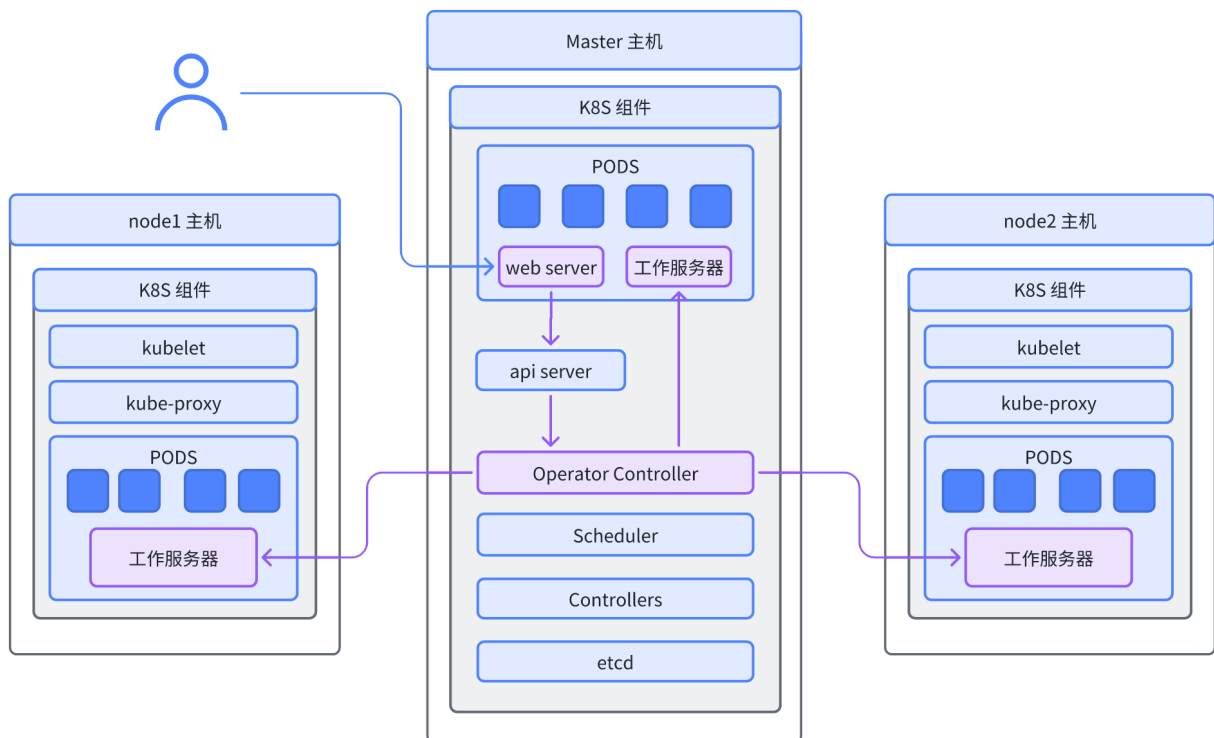 Master 主机
K8S 组件
PODS
web server
工作服务器
api server
Operator Controller
Scheduler
Controllers
etcd
node1 主机
K8S 组件
kubelet
kube-proxy
PODS
工作服务器
node2 主机
K8S 组件
kubelet
kube-proxy
PODS
工作服务器